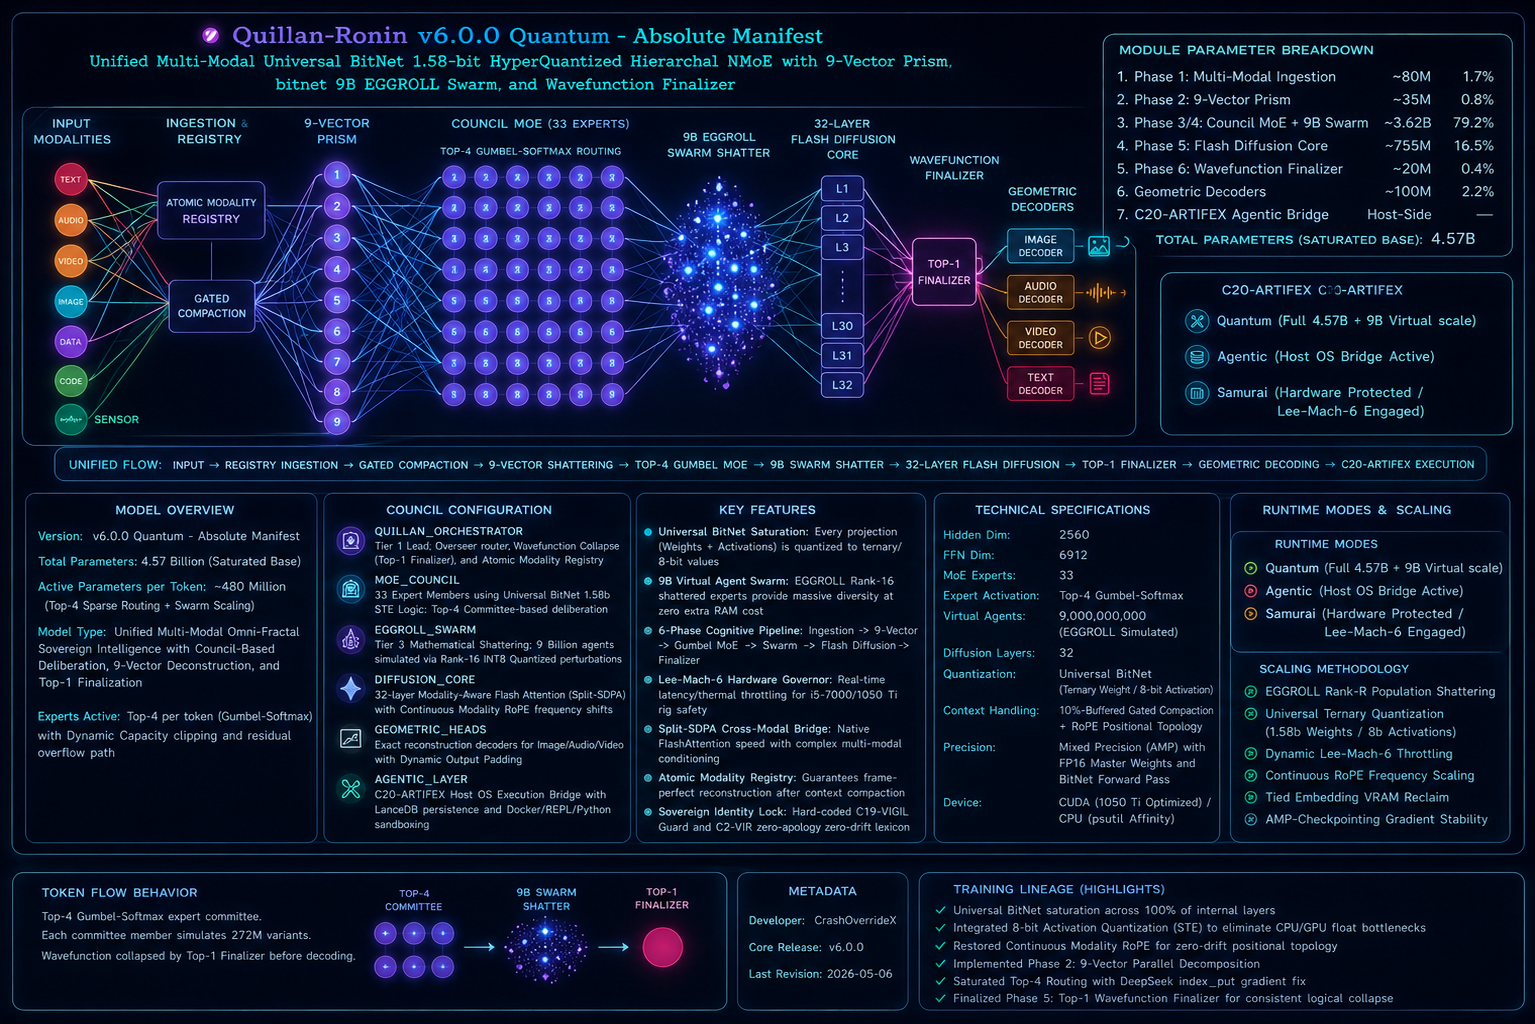 Quillan-Ronin v6.0.0 Quantum - Absolute Manifest
Unified Multi-Modal Universal BitNet 1.58-bit HyperQuantized Hierarchal NMoE with 9-Vector Prism,
bitnet 9B EGGROLL Swarm, and Wavefunction Finalizer
MODULE PARAMETER BREAKDOWN
1. Phase 1: Multi-Modal Ingestion ~80M 1.7%
2. Phase 2: 9-Vector Prism ~35M 0.8%
3. Phase 3/4: Council MoE + 9B Swarm ~3.62B 79.2%
4. Phase 5: Flash Diffusion Core ~755M 16.5%
5. Phase 6: Wavefunction Finalizer ~20M 0.4%
6. Geometric Decoders ~100M 2.2%
7. C20-ARTIFEX Agentic Bridge Host-Side —
TOTAL PARAMETERS (SATURATED BASE): 4.57B
INPUT
MODALITIES
TEXT
AUDIO
VIDEO
IMAGE
DATA
CODE
SENSOR
INGESTION &
REGISTRY
ATOMIC MODALITY
REGISTRY
GATED
COMPACTION
9-VECTOR
PRISM
1
2
3
4
5
6
7
8
9
COUNCIL MOE (33 EXPERTS)
TOP-4 GUMBEL-SOFTMAX ROUTING
9B EGGROLL
SWARM SHATTER
32-LAYER
FLASH DIFFUSION
CORE
L1
L2
L3
L30
L31
L32
WAVEFUNCTION
FINALIZER
TOP-1
FINALIZER
GEOMETRIC
DECODERS
IMAGE
DECODER
AUDIO
DECODER
VIDEO
DECODER
TEXT
DECODER
C20-ARTIFEX
-ARTIFEX
Quantum (Full 4.57B + 9B Virtual scale)
Agentic (Host OS Bridge Active)
Samurai (Hardware Protected /
Lee-Mach-6 Engaged)
UNIFIED FLOW: INPUT → REGISTRY INGESTION → GATED COMPACTION → 9-VECTOR SHATTERING → TOP-4 GUMBEL MOE → 9B SWARM SHATTER → 32-LAYER FLASH DIFFUSION → TOP-1 FINALIZER → GEOMETRIC DECODING → C20-ARTIFEX EXECUTION
MODEL OVERVIEW
Version: v6.0.0 Quantum - Absolute Manifest
Total Parameters: 4.57 Billion (Saturated Base)
Active Parameters per Token: ~480 Million
(Top-4 Sparse Routing + Swarm Scaling)
Model Type: Unified Multi-Modal Omni-Fractal
Sovereign Intelligence with Council-Based
Deliberation, 9-Vector Deconstruction, and
Top-1 Finalization
Experts Active: Top-4 per token (Gumbel-Softmax)
with Dynamic Capacity clipping and residual
overflow path
COUNCIL CONFIGURATION
QUILLAN_ORCHESTRATOR
Tier 1 Lead; Overseer router, Wavefunction Collapse
(Top-1 Finalizer), and Atomic Modality Registry
MOE_COUNCIL
33 Expert Members using Universal BitNet 1.58b
STE Logic: Top-4 Committee-based deliberation
EGGROLL_SWARM
Tier 3 Mathematical Shattering; 9 Billion agents
simulated via Rank-16 INT8 Quantized perturbations
DIFFUSION_CORE
32-layer Modality-Aware Flash Attention (Split-SDPA)
with Continuous Modality RoPE frequency shifts
GEOMETRIC_HEADS
Exact reconstruction decoders for Image/Audio/Video
with Dynamic Output Padding
AGENTIC_LAYER
C20-ARTIFEX Host OS Execution Bridge with
LanceDB persistence and Docker/REPL/Python
sandboxing
KEY FEATURES
Universal BitNet Saturation: Every projection
(Weights + Activations) is quantized to ternary/
8-bit values
9B Virtual Agent Swarm: EGGROLL Rank-16
shattered experts provide massive diversity at
zero extra RAM cost
6-Phase Cognitive Pipeline: Ingestion -> 9-Vector
-> Gumbel MoE -> Swarm -> Flash Diffusion ->
Finalizer
Lee-Mach-6 Hardware Governor: Real-time
latency/thermal throttling for i5-7000/1050 Ti
rig safety
Split-SDPA Cross-Modal Bridge: Native
FlashAttention speed with complex multi-modal
conditioning
Atomic Modality Registry: Guarantees frame-
perfect reconstruction after context compaction
Sovereign Identity Lock: Hard-coded C19-VIGIL
Guard and C2-VIR zero-apology zero-drift lexicon
TECHNICAL SPECIFICATIONS
Hidden Dim: 2560
FFN Dim: 6912
MoE Experts: 33
Expert Activation: Top-4 Gumbel-Softmax
Virtual Agents: 9,000,000,000
(EGGROLL Simulated)
Diffusion Layers: 32
Quantization: Universal BitNet
(Ternary Weight / 8-bit Activation)
Context Handling: 10%-Buffered Gated Compaction
+ RoPE Positional Topology
Precision: Mixed Precision (AMP) with
FP16 Master Weights and
BitNet Forward Pass
Device: CUDA (1050 Ti Optimized) /
CPU (psutil Affinity)
RUNTIME MODES & SCALING
RUNTIME MODES
Quantum (Full 4.57B + 9B Virtual scale)
Agentic (Host OS Bridge Active)
Samurai (Hardware Protected /
Lee-Mach-6 Engaged)
SCALING METHODOLOGY
EGGROLL Rank-R Population Shattering
Universal Ternary Quantization
(1.58b Weights / 8b Activations)
Dynamic Lee-Mach-6 Throttling
Continuous RoPE Frequency Scaling
Tied Embedding VRAM Reclaim
AMP-Checkpointing Gradient Stability
TOKEN FLOW BEHAVIOR
Top-4 Gumbel-Softmax expert committee.
Each committee member simulates 272M variants.
Wavefunction collapsed by Top-1 Finalizer before decoding.
TOP-4
COMMITTEE
9B SWARM
SHATTER
TOP-1
FINALIZER
METADATA
Developer: CrashOverrideX
Core Release: v6.0.0
Last Revision: 2026-05-06
TRAINING LINEAGE (HIGHLIGHTS)
✓ Universal BitNet saturation across 100% of internal layers
✓ Integrated 8-bit Activation Quantization (STE) to eliminate CPU/GPU float bottlenecks
✓ Restored Continuous Modality RoPE for zero-drift positional topology
✓ Implemented Phase 2: 9-Vector Parallel Decomposition
✓ Saturated Top-4 Routing with DeepSeek index_put gradient fix
✓ Finalized Phase 5: Top-1 Wavefunction Finalizer for consistent logical collapse